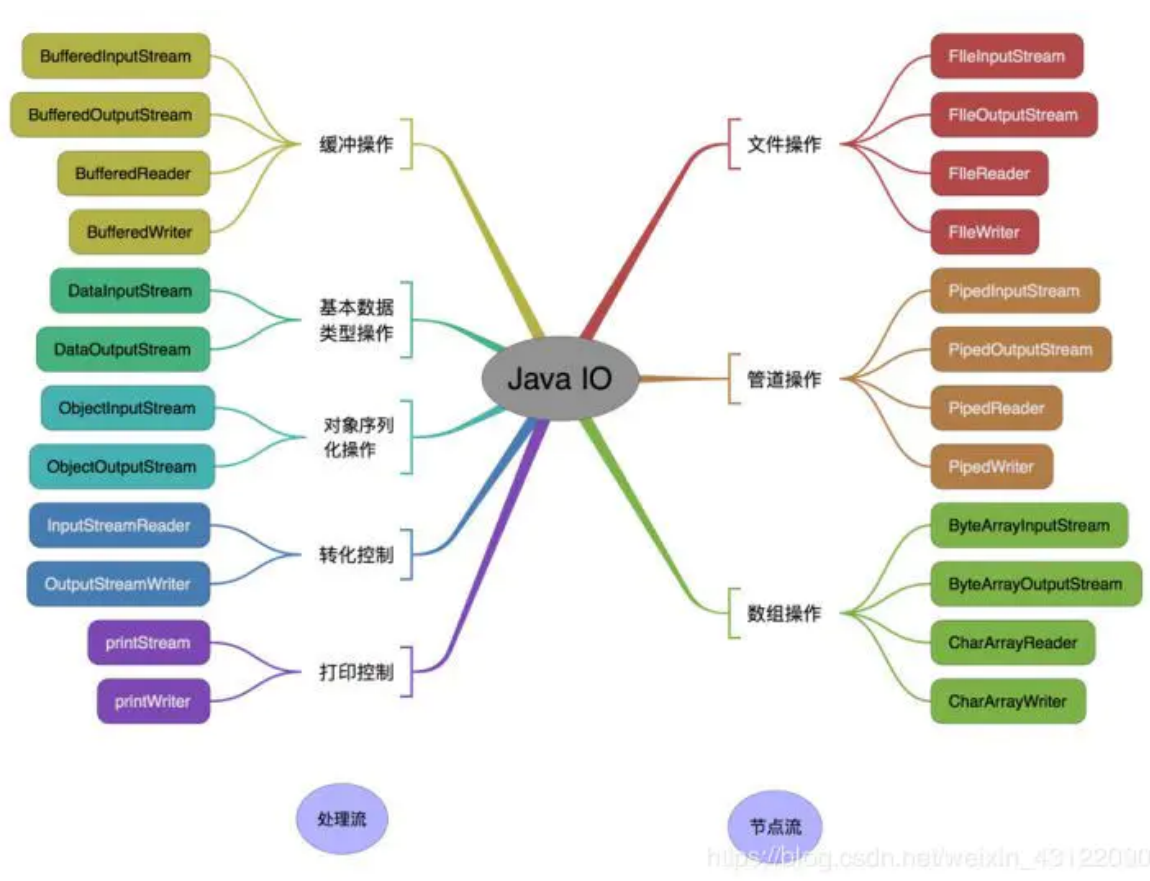 BufferedInputStream
BufferedOutputStream
BufferedReader
BufferedWriter
缓冲操作
DataInputStream
DataOutputStream
基本数据
类型操作
ObjectInputStream
ObjectOutputStream
对象序列
化操作
InputStreamReader
OutputStreamWriter
转化控制
printStream
printWriter
打印控制
Java IO
文件操作
FIleInputStream
FIleOutputStream
FIleReader
FIleWriter
管道操作
PipedInputStream
PipedOutputStream
PipedReader
PipedWriter
数组操作
ByteArrayInputStream
ByteArrayOutputStream
CharArrayReader
CharArrayWriter
处理流
节点流
https://blog.csdn.net/weixin_43122090